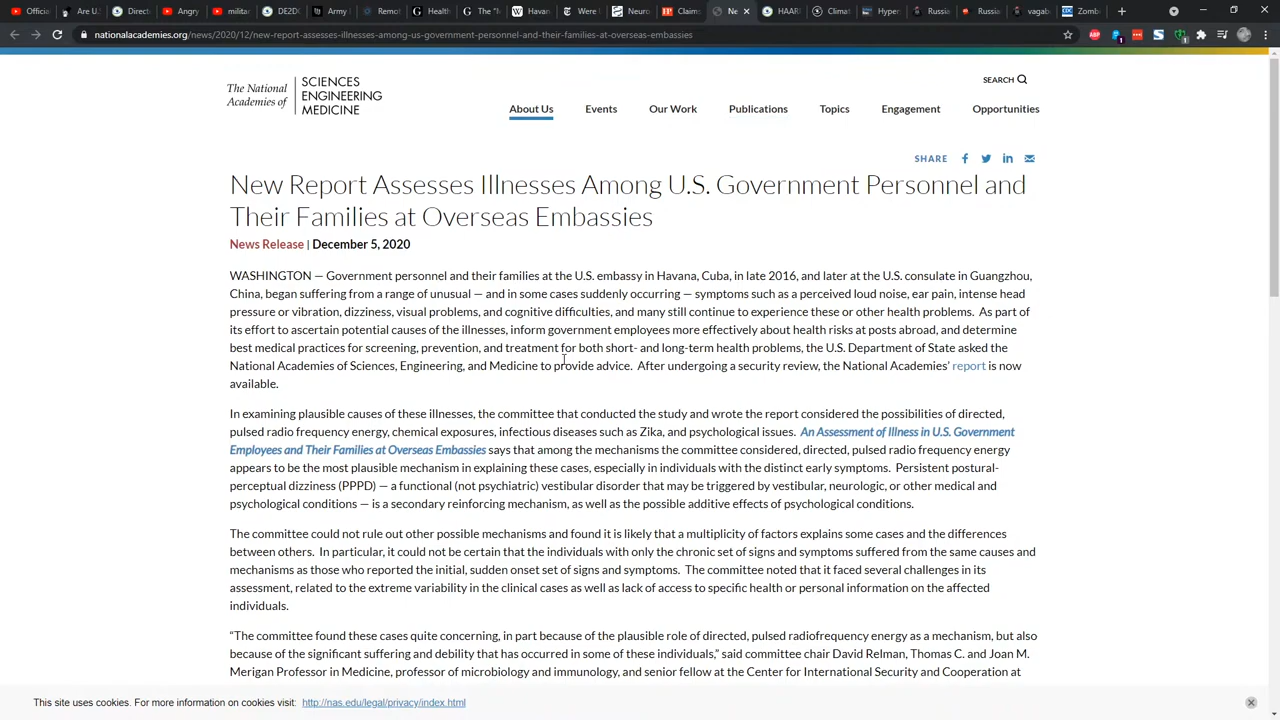 Officia
Are U.S
Direct
Angry
militar
DEZD
Army
Remot
Health
The "H
Havan
Were
Neuro
Claims
Ne
HAAR
Climat
Hyper
Russia
Russia
vagab
Zomb
nationalacademies.org/news/2020/12/new-report-assesses-illnesses-among-us-government-personnel-and-their-families-at-overseas-embassies
The National Academies of
SCIENCES
ENGINEERING
MEDICINE
SEARCH
About Us Events Our Work Publications Topics Engagement Opportunities
SHARE
New Report Assesses Illnesses Among U.S. Government Personnel and
Their Families at Overseas Embassies
News Release | December 5, 2020
WASHINGTON — Government personnel and their families at the U.S. embassy in Havana, Cuba, in late 2016, and later at the U.S. consulate in Guangzhou,
China, began suffering from a range of unusual — and in some cases suddenly occurring — symptoms such as a perceived loud noise, ear pain, intense head
pressure or vibration, dizziness, visual problems, and cognitive difficulties, and many still continue to experience these or other health problems. As part of
its effort to ascertain potential causes of the illnesses, inform government employees more effectively about health risks at posts abroad, and determine
best medical practices for screening, prevention, and treatment for both short- and long-term health problems, the U.S. Department of State asked the
National Academies of Sciences, Engineering, and Medicine to provide advice. After undergoing a security review, the National Academies' report is now
available.
In examining plausible causes of these illnesses, the committee that conducted the study and wrote the report considered the possibilities of directed,
pulsed radio frequency energy, chemical exposures, infectious diseases such as Zika, and psychological issues. An Assessment of Illness in U.S. Government
Employees and Their Families at Overseas Embassies says that among the mechanisms the committee considered, directed, pulsed radio frequency energy
appears to be the most plausible mechanism in explaining these cases, especially in individuals with the distinct early symptoms. Persistent postural-
perceptual dizziness (PPPD) — a functional (not psychiatric) vestibular disorder that may be triggered by vestibular, neurologic, or other medical and
psychological conditions — is a secondary reinforcing mechanism, as well as the possible additive effects of psychological conditions.
The committee could not rule out other possible mechanisms and found it is likely that a multiplicity of factors explains some cases and the differences
between others. In particular, it could not be certain that the individuals with only the chronic set of signs and symptoms suffered from the same causes and
mechanisms as those who reported the initial, sudden onset set of signs and symptoms. The committee noted that it faced several challenges in its
assessment, related to the extreme variability in the clinical cases as well as lack of access to specific health or personal information on the affected
individuals.
“The committee found these cases quite concerning, in part because of the plausible role of directed, pulsed radiofrequency energy as a mechanism, but also
because of the significant suffering and debility that has occurred in some of these individuals,” said committee chair David Relman, Thomas C. and Joan M.
Merigan Professor in Medicine, professor of microbiology and immunology, and senior fellow at the Center for International Security and Cooperation at
This site uses cookies. For more information on cookies visit: http://nas.edu/legal/privacy/index.html